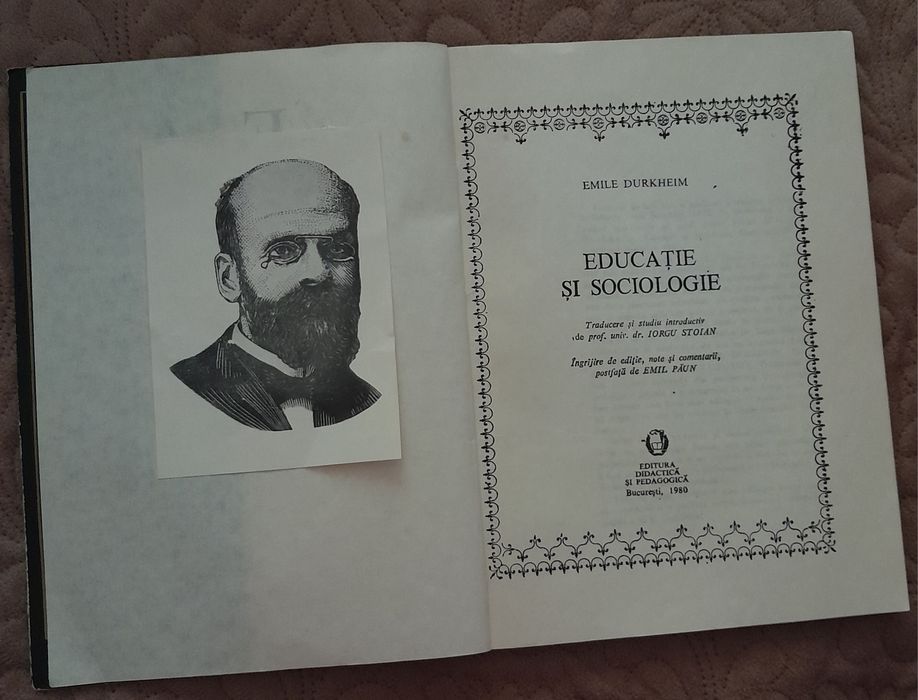 EMILE DURKHEIM
EDUCAȚIE
ȘI SOCIOLOGIE
Traducere și studiu introductiv
de prof. univ. dr. IORGU STOIAN
Îngrijire de ediție, note și comentarii,
postfață de EMIL PĂUN
EDITURA
DIDACTICĂ
ȘI PEDAGOGICĂ
București, 1980